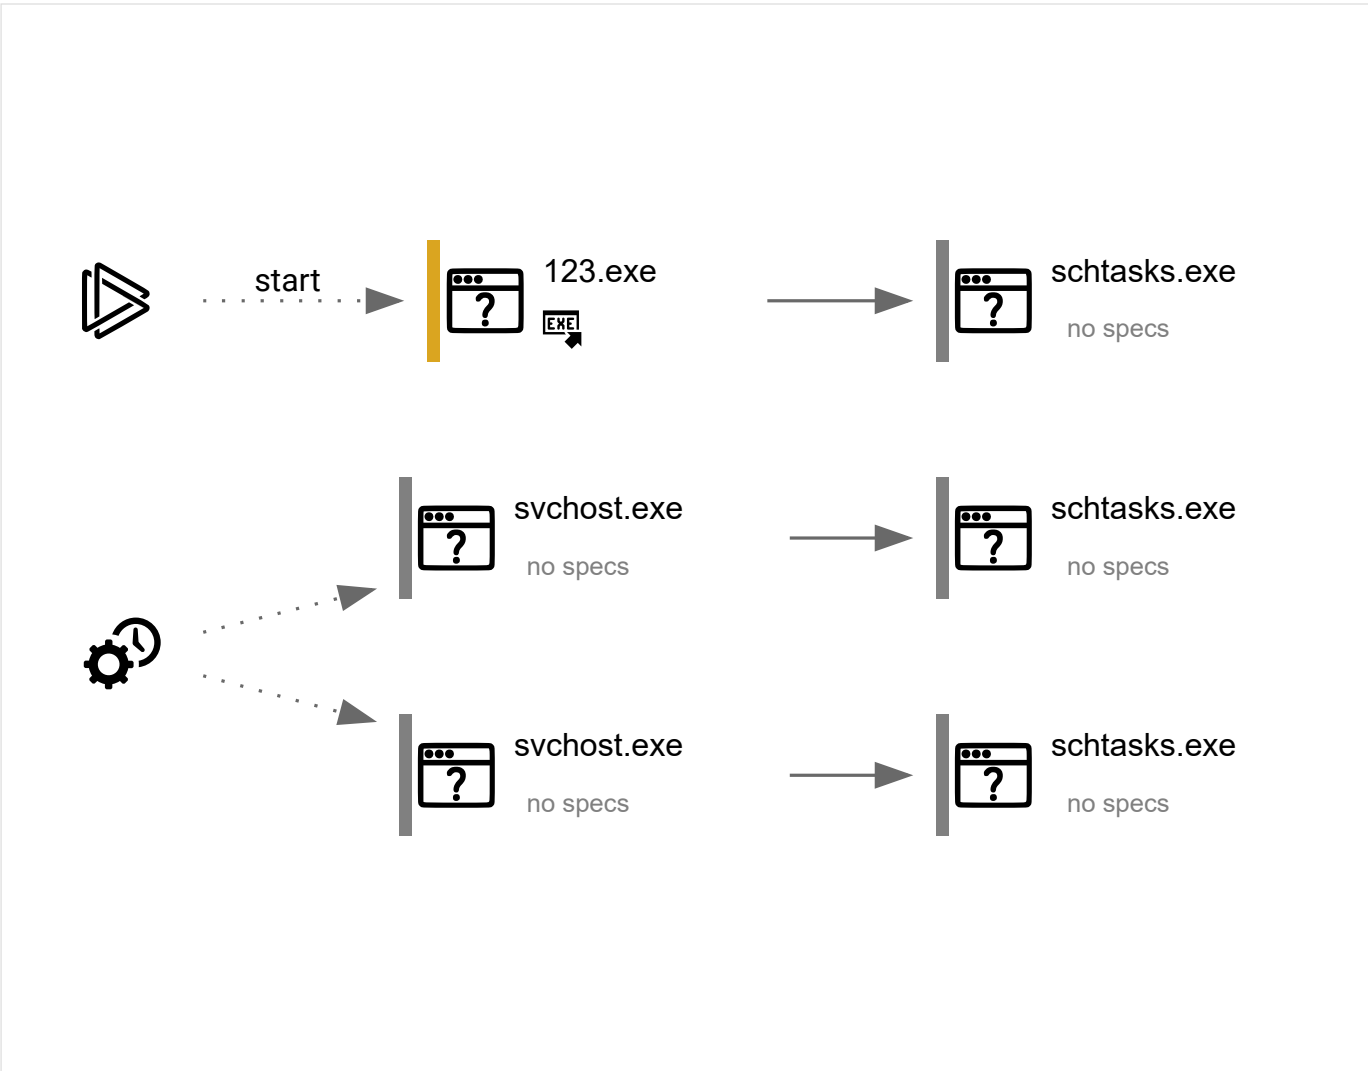 start
123.exe
EXE
schtasks.exe
no specs
svchost.exe
no specs
schtasks.exe
no specs
svchost.exe
no specs
schtasks.exe
no specs